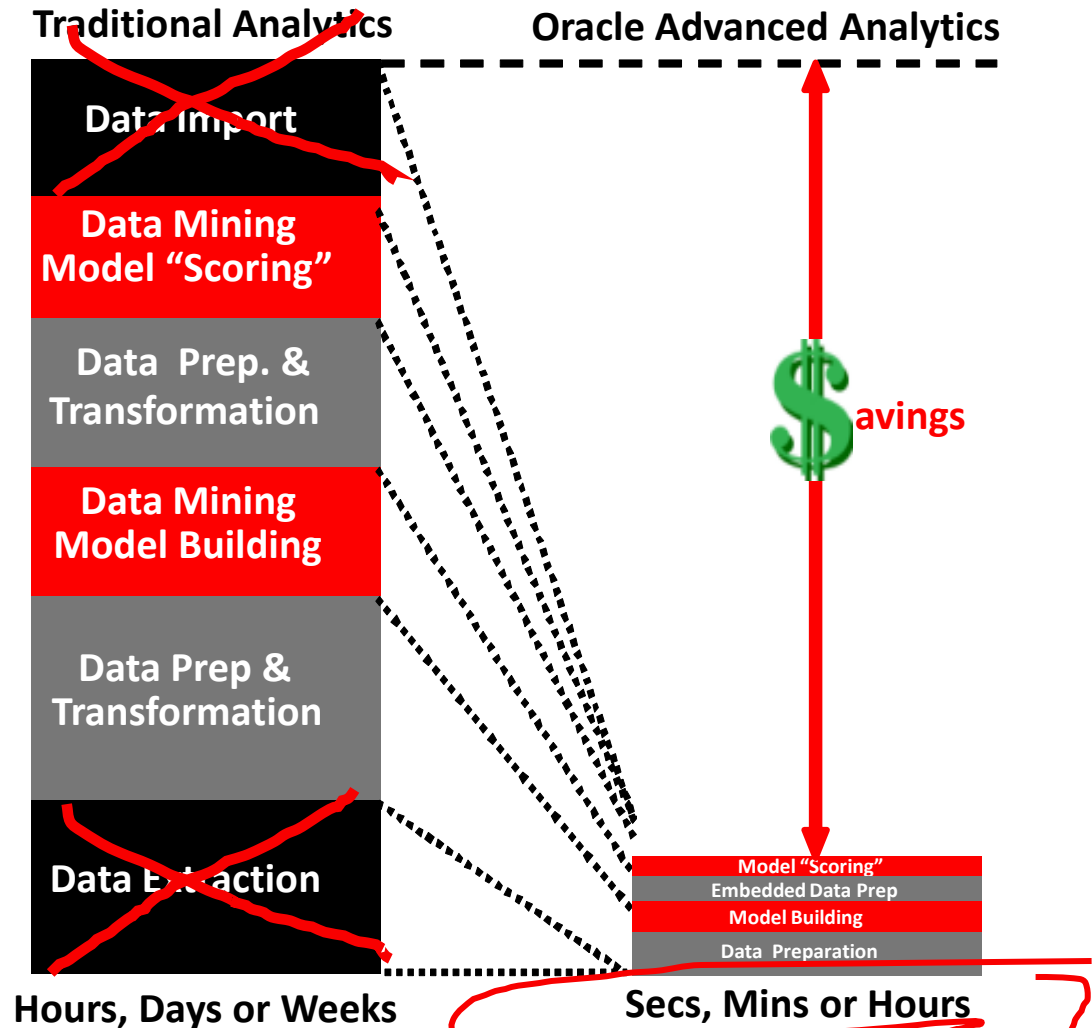 Traditional Analytics
Oracle Advanced Analytics
Data Import
Data Mining
Model “Scoring”
Data  Prep. &
Transformation
Data Mining
Model Building
Data Prep &
Transformation
Data Extraction
Hours, Days or Weeks
$avings
Model “Scoring”
Embedded Data Prep
Model Building
Data Preparation
Secs, Mins or Hours